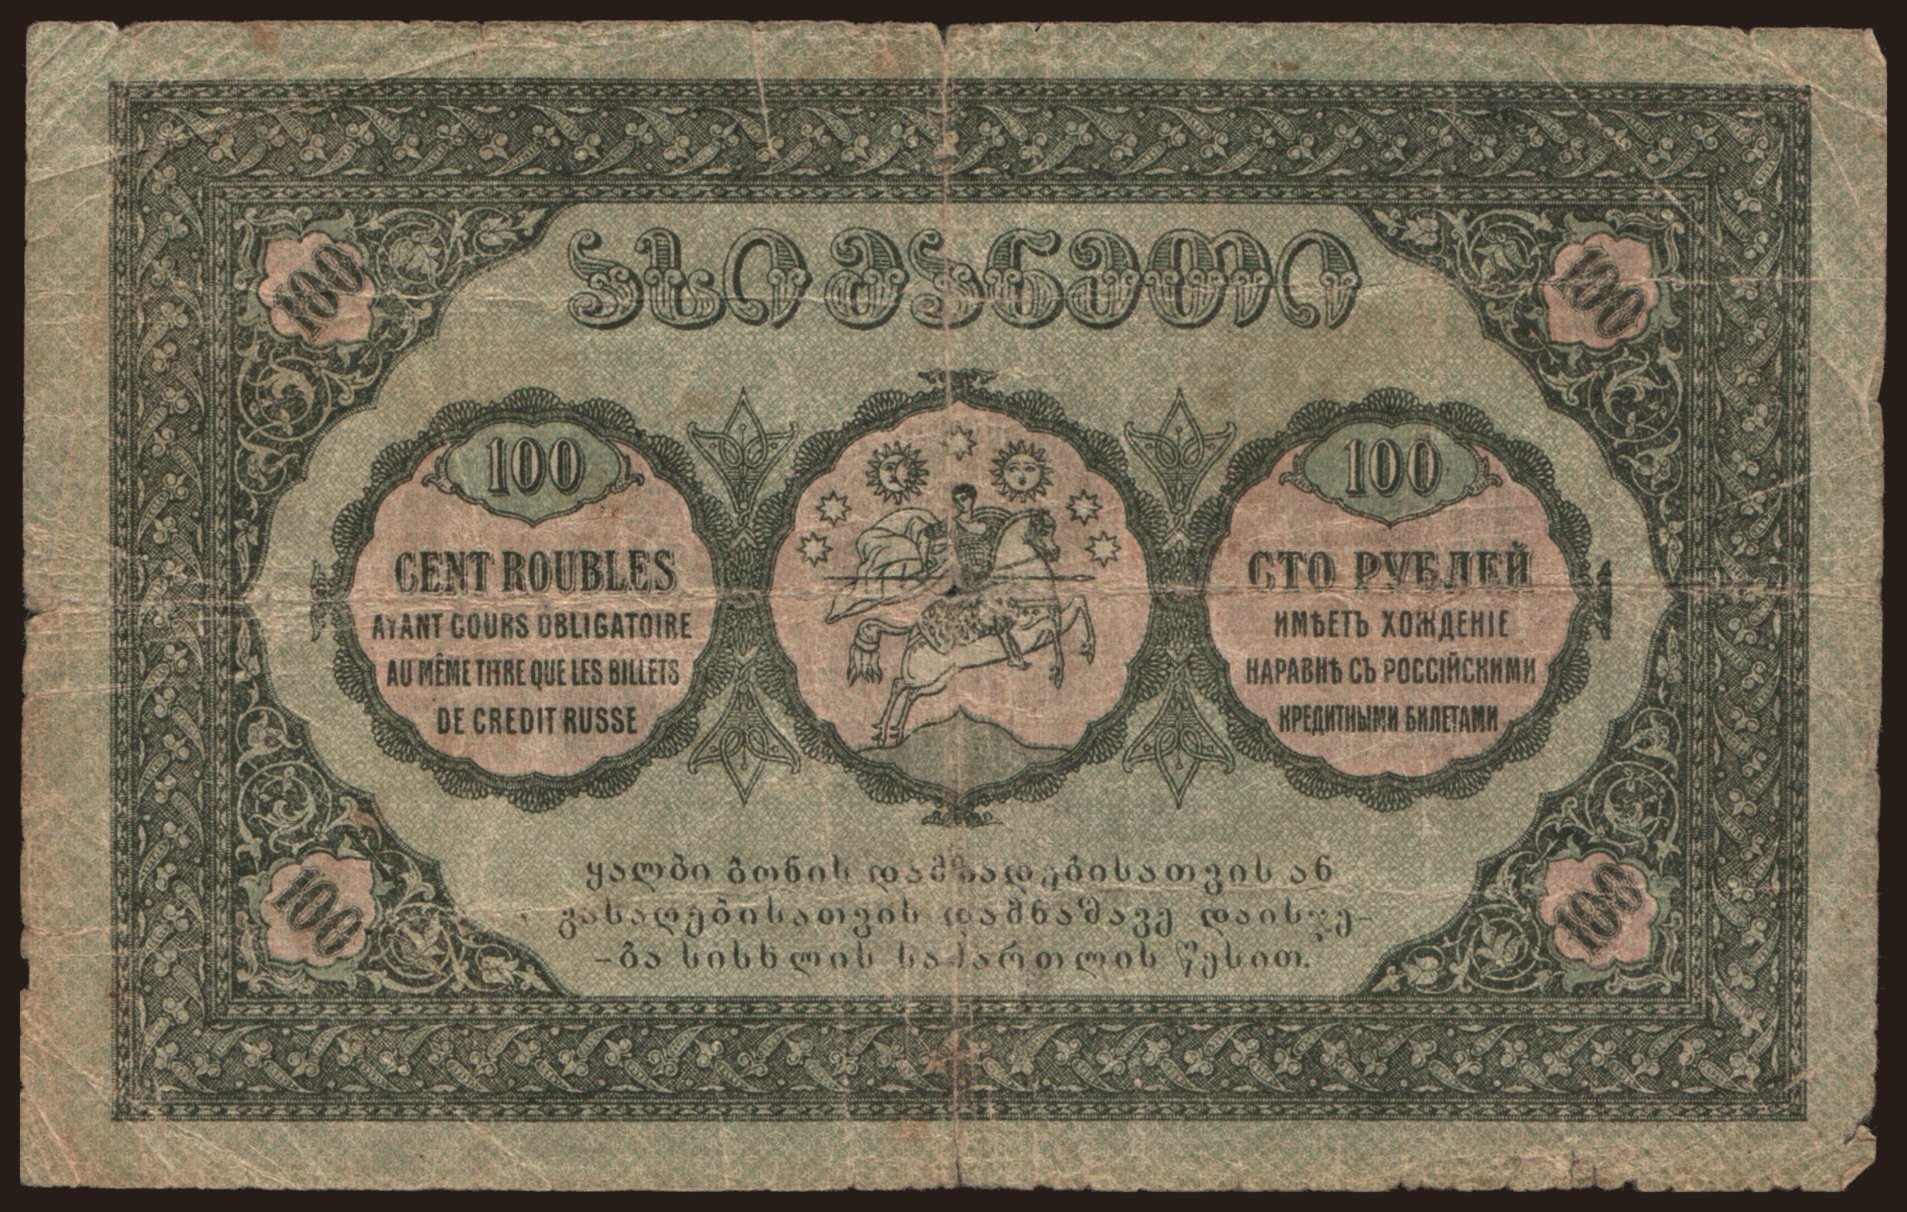 100
ასი მანეთი
100
100
CENT ROUBLES
AYANT COURS OBLIGATOIRE
AU MÊME TITRE QUE LES BILLETS
DE CREDIT RUSSE
100
СТО РУБЛЕЙ
ИМѢЕТЪ ХОЖДЕНІЕ
НАРАВНѢ СЪ РОССІЙСКИМИ
КРЕДИТНЫМИ БИЛЕТАМИ
ყალბი ბონის დამზადებისათვის ან
გასაღებისათვის დამნაშავე დაისჯე-
-ბა სისხლის სამართლის წესით.
100
100